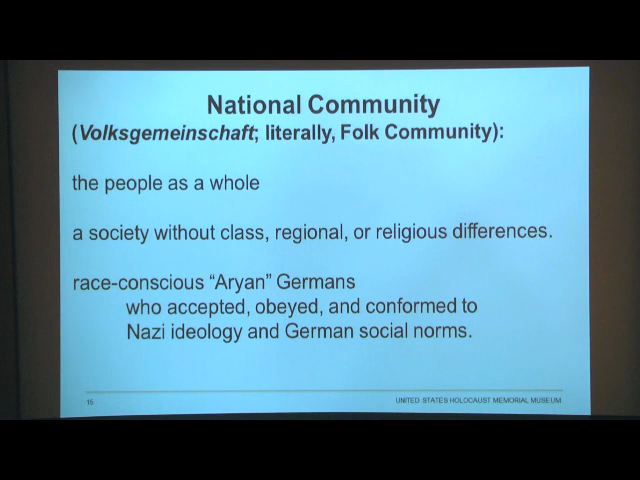 National Community
(Volksgemeinschaft; literally, Folk Community):
the people as a whole
a society without class, regional, or religious differences.
race-conscious “Aryan” Germans
who accepted, obeyed, and conformed to
Nazi ideology and German social norms.
15
UNITED STATES HOLOCAUST MEMORIAL MUSEUM